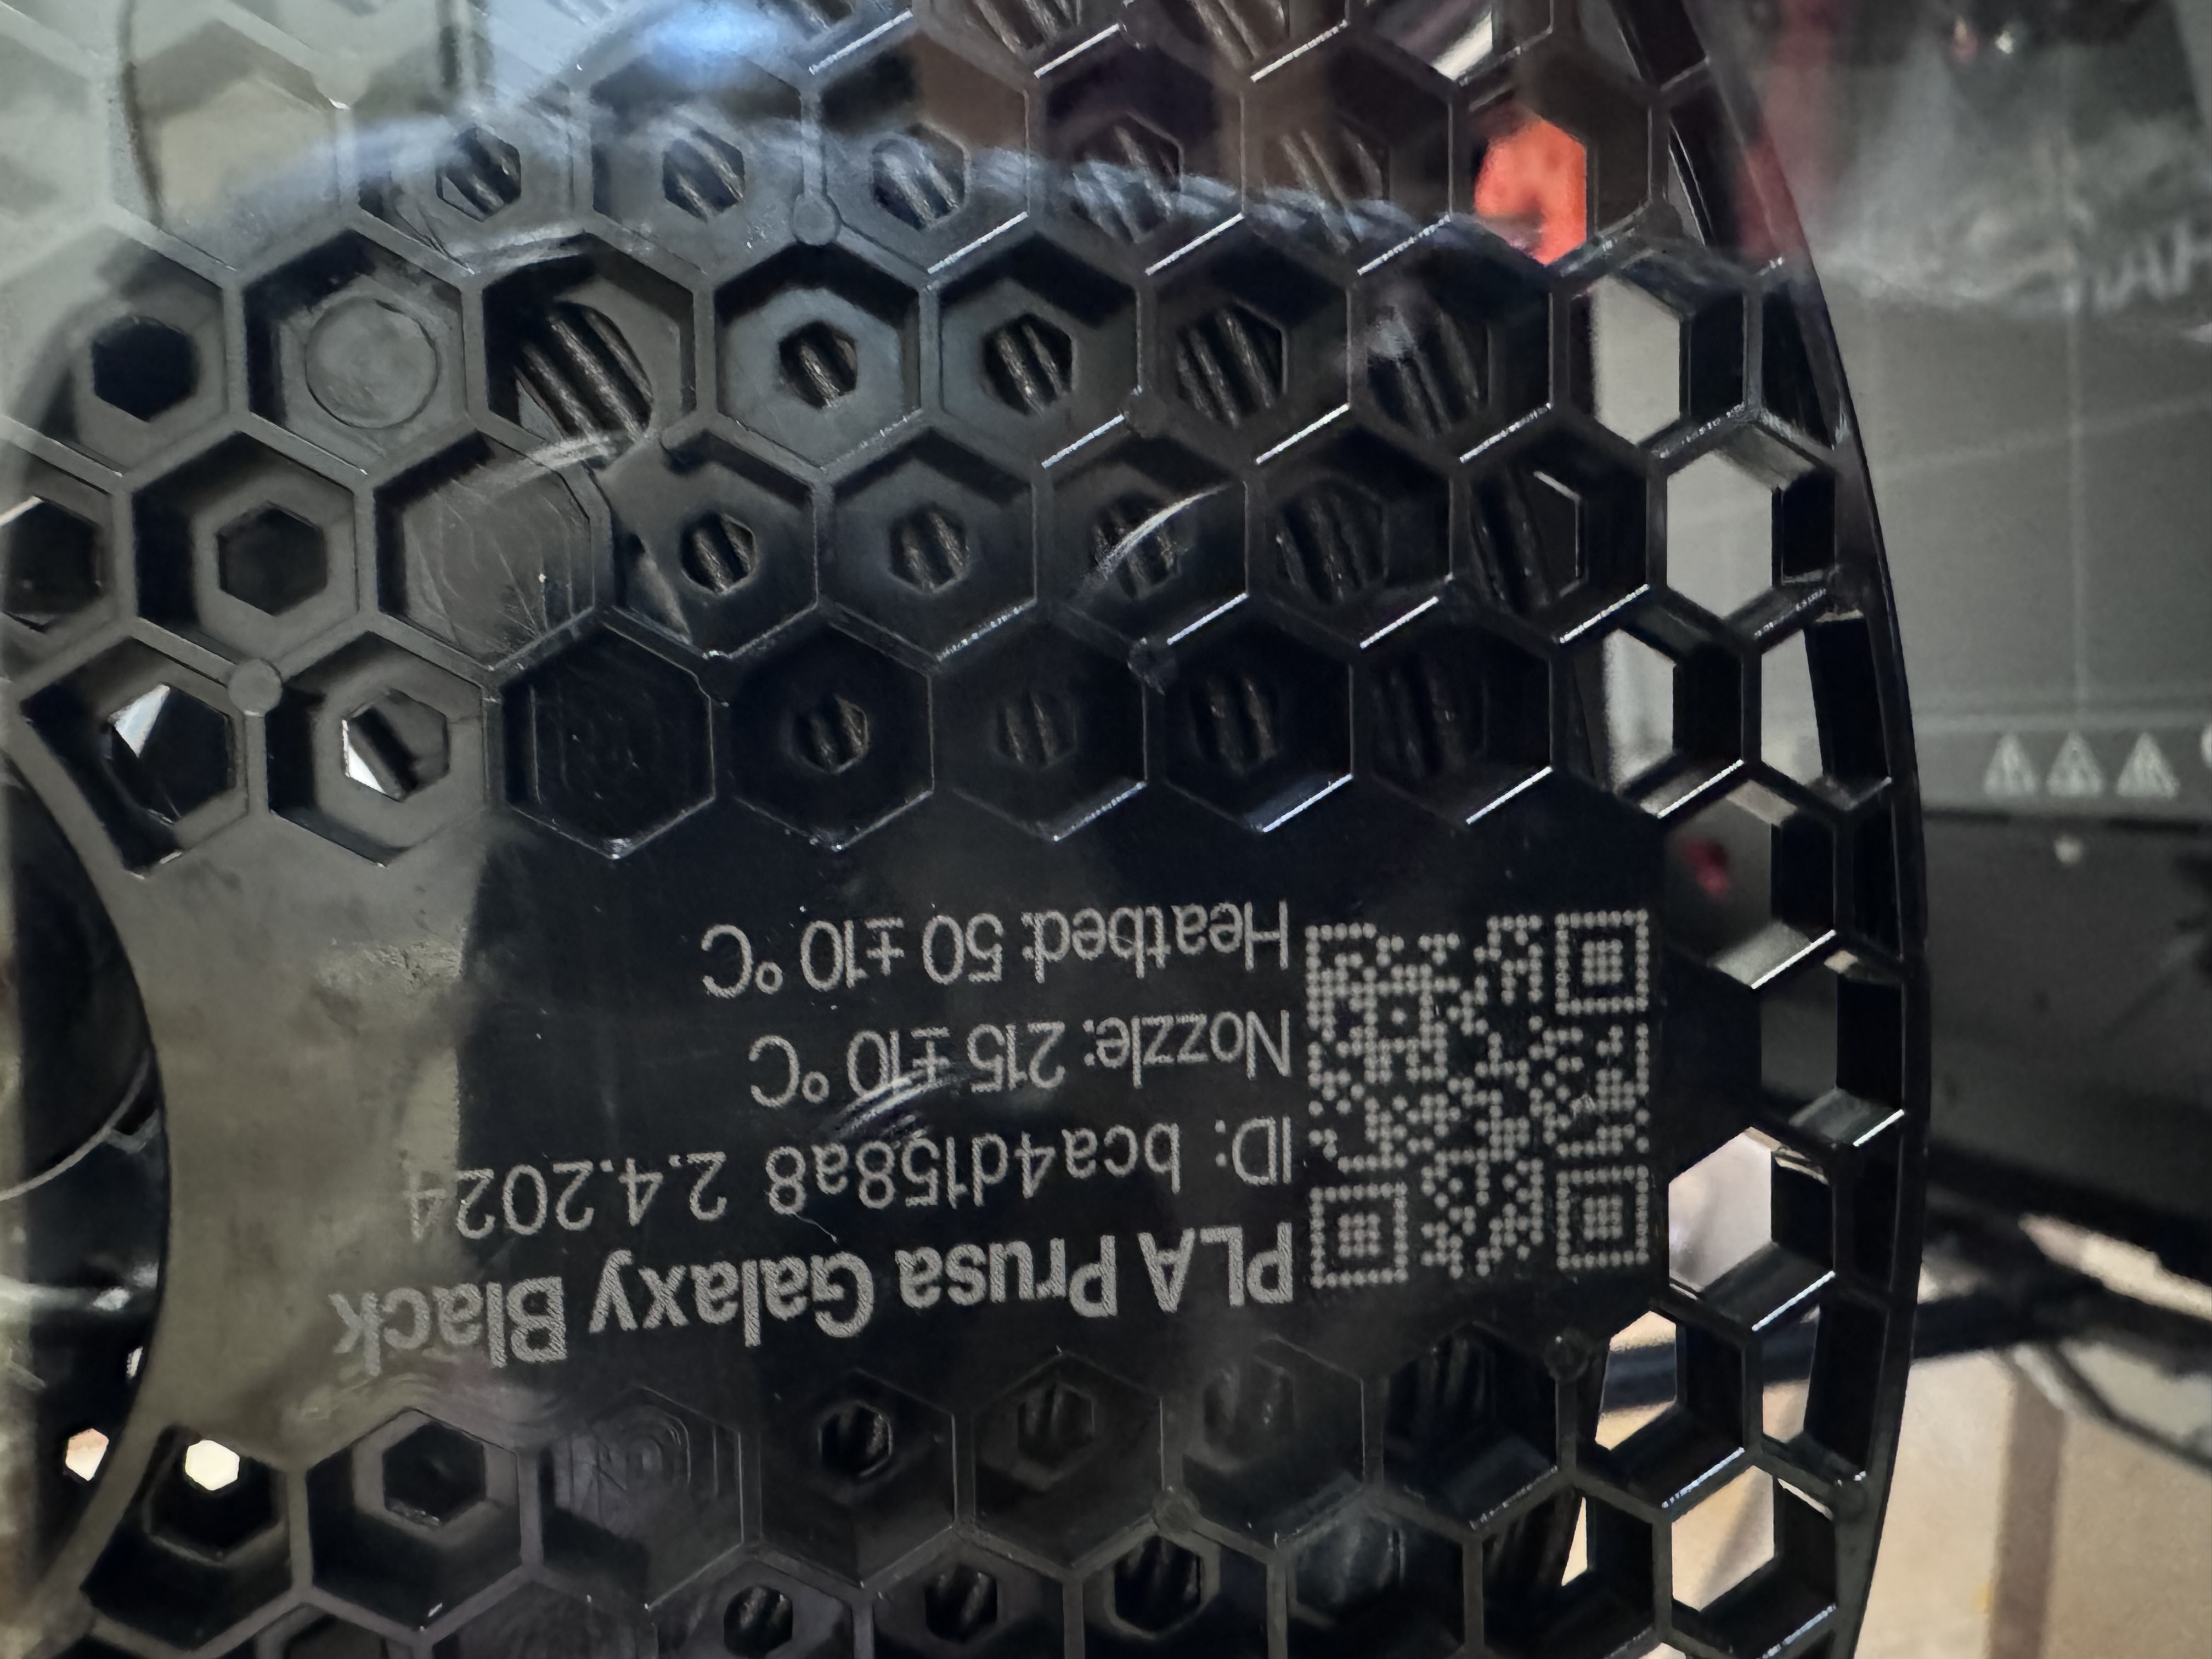 PLA Prusa Galaxy Black
ID: bca4d158a8 2.4.2024
Nozzle: 215 ±10 °C
Heatbed: 50 ±10 °C